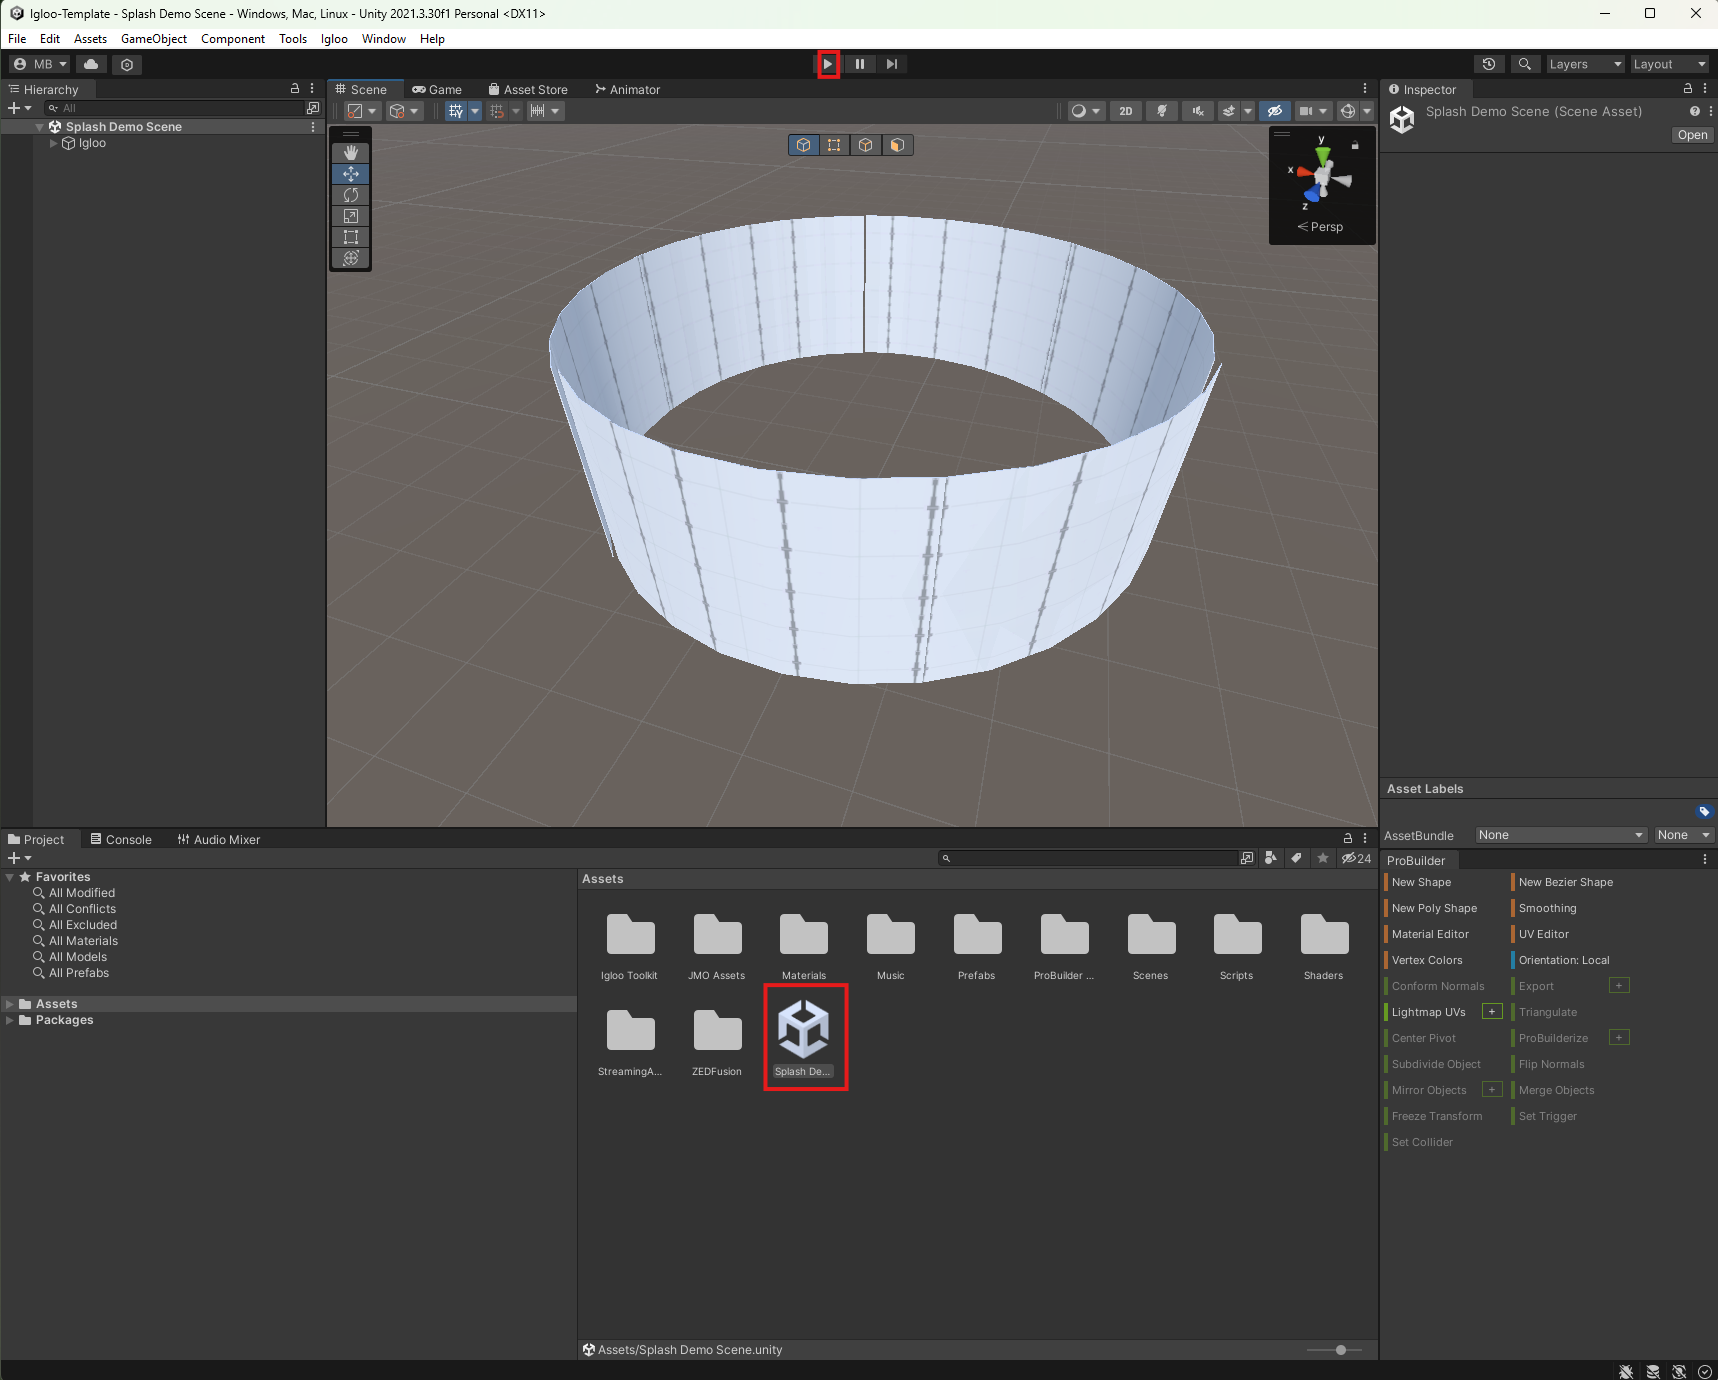 Igloo-Template - Splash Demo Scene - Windows, Mac, Linux - Unity 2021.3.30f1 Personal <DX11>
File Edit Assets GameObject Component Tools Igloo Window Help
MB
Layers
Layout
Hierarchy
All
Splash Demo Scene
Igloo
Scene
Game
Asset Store
Animator
2D
y
x
z
Persp
Inspector
Splash Demo Scene (Scene Asset)
Open
Asset Labels
AssetBundle
None
None
Project
Console
Audio Mixer
24
Favorites
All Modified
All Conflicts
All Excluded
All Materials
All Models
All Prefabs
Assets
Packages
Assets
Igloo Toolkit
JMO Assets
Materials
Music
Prefabs
ProBuilder ...
Scenes
Scripts
Shaders
StreamingA...
ZEDFusion
Splash De...
Assets/Splash Demo Scene.unity
ProBuilder
New Shape
New Bezier Shape
New Poly Shape
Smoothing
Material Editor
UV Editor
Vertex Colors
Orientation: Local
Conform Normals
Export +
Lightmap UVs +
Triangulate
Center Pivot
ProBuilderize +
Subdivide Object
Flip Normals
Mirror Objects +
Merge Objects
Freeze Transform
Set Trigger
Set Collider